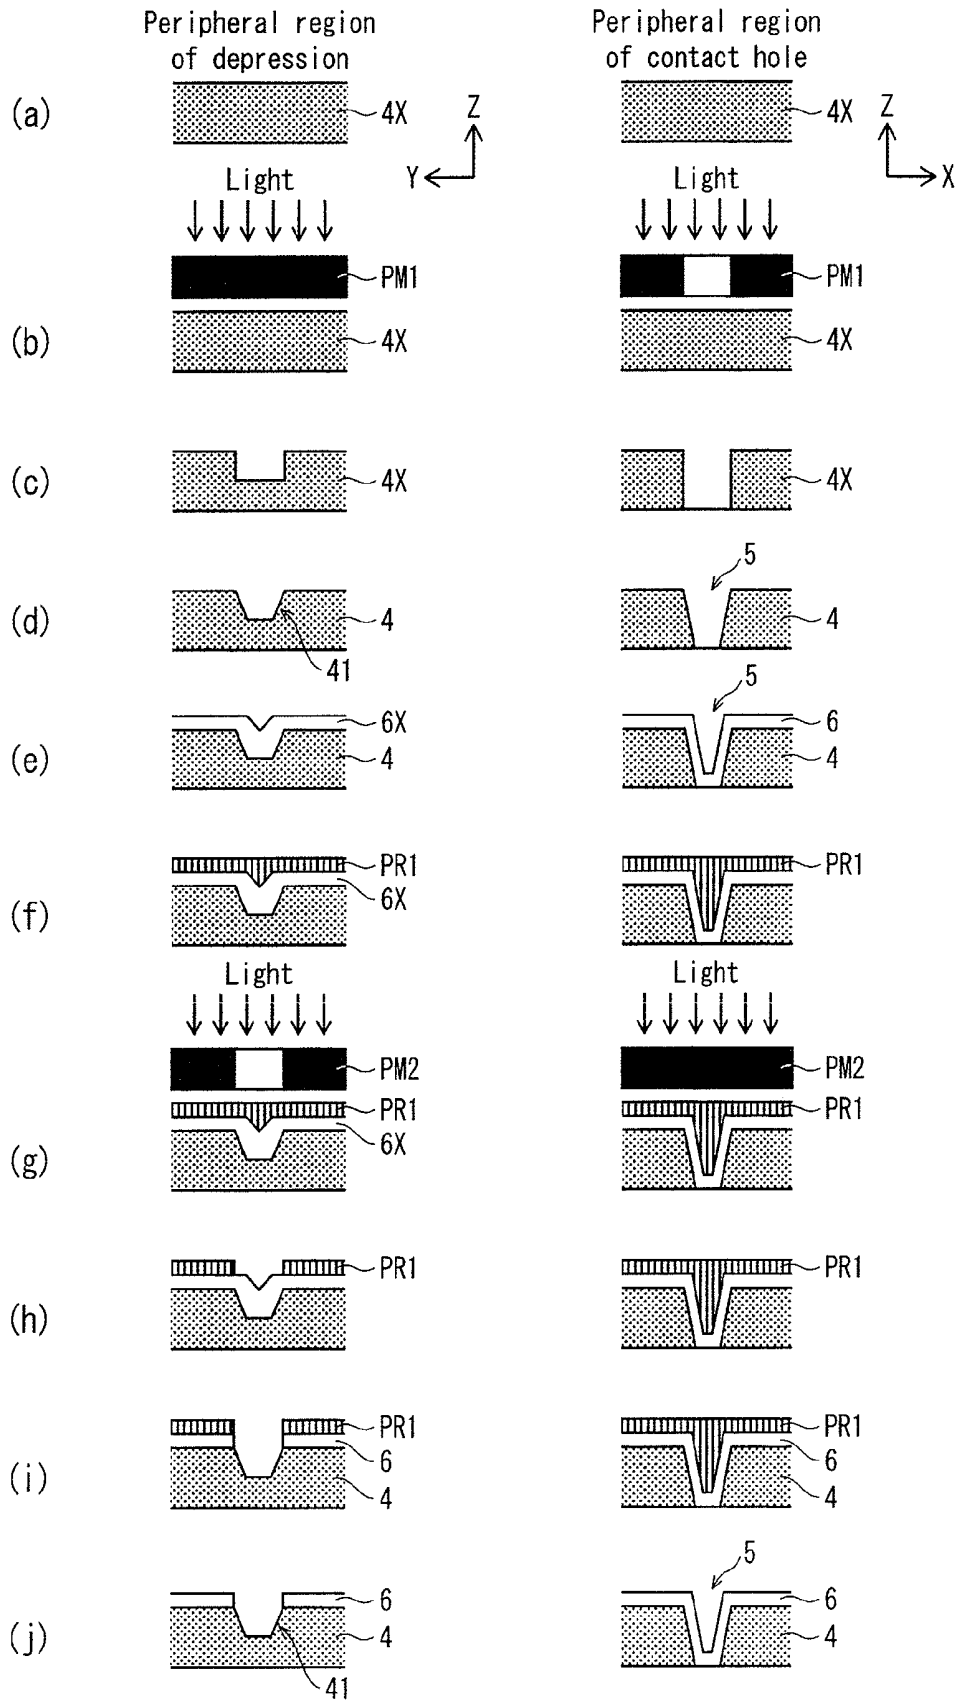 Peripheral region
of depression
Peripheral region
of contact hole
(a)
4X
Z
Y
4X
Z
X
Light
Light
PM1
PM1
(b)
4X
4X
(c)
4X
4X
5
(d)
4
41
4
5
6X
6
(e)
4
4
PR1
PR1
6X
(f)
Light
Light
PM2
PM2
PR1
PR1
6X
(g)
PR1
PR1
(h)
PR1
PR1
6
6
(i)
4
4
5
6
6
(j)
4
4
41